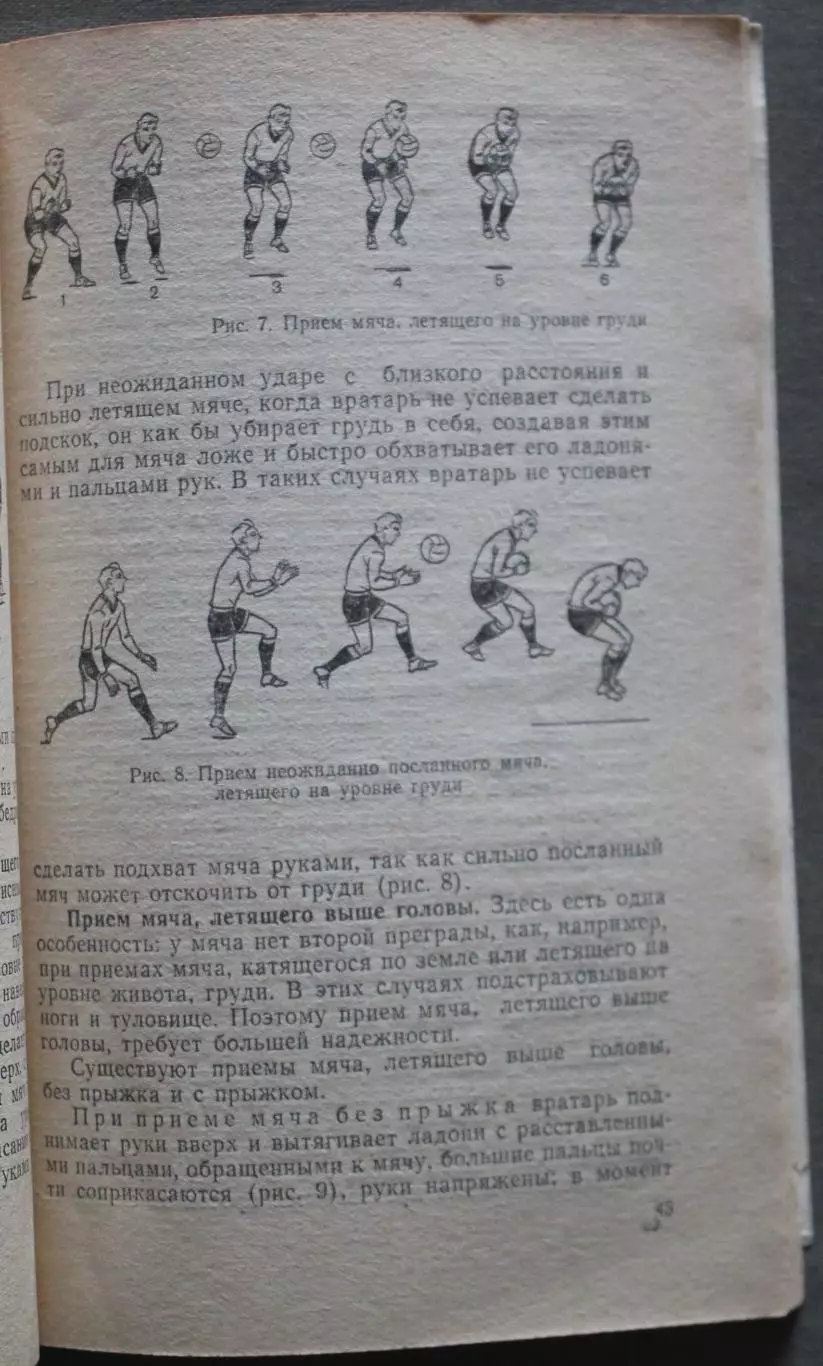 1 2 3 4 5 6
Рис. 7. Прием мяча, летящего на уровне груди
При неожиданном ударе с близкого расстояния и
сильно летящем мяче, когда вратарь не успевает сделать
подскок, он как бы убирает грудь в себя, создавая этим
самым для мяча ложе и быстро обхватывает его ладоня-
ми и пальцами рук. В таких случаях вратарь не успевает
Рис. 8. Прием неожиданно посланного мяча,
летящего на уровне груди
сделать подхват мяча руками, так как сильно посланный
мяч может отскочить от груди (рис. 8).
Прием мяча, летящего выше головы. Здесь есть одна
особенность: у мяча нет второй преграды, как, например,
при приемах мяча, катящегося по земле или летящего на
уровне живота, груди. В этих случаях подстраховывают
ноги и туловище. Поэтому прием мяча, летящего выше
головы, требует большей надежности.
Существуют приемы мяча, летящего выше головы,
без прыжка и с прыжком.
При приеме мяча без прыжка вратарь под-
нимает руки вверх и вытягивает ладони с расставленны-
ми пальцами, обращенными к мячу, большие пальцы поч-
ти соприкасаются (рис. 9), руки напряжены; в момент